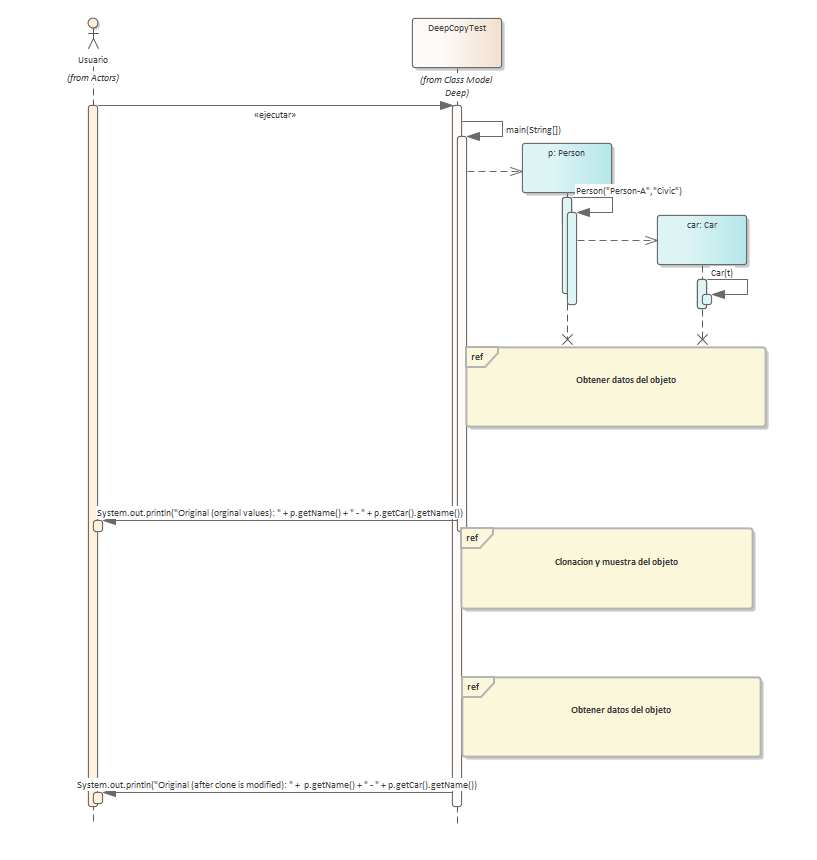 DeepCopyTest
Usuario
(from Actors)
(from Class Model
Deep)
«ejecutar»
main(String[])
p: Person
Person("Person-A","Civic")
car: Car
Car(t)
ref
Obtener datos del objeto
System.out.println("Original (orginal values): " + p.getName() + " - " + p.getCar().getName())
ref
Clonacion y muestra del objeto
ref
Obtener datos del objeto
System.out.println("Original (after clone is modified): " + p.getName() + " - " + p.getCar().getName())